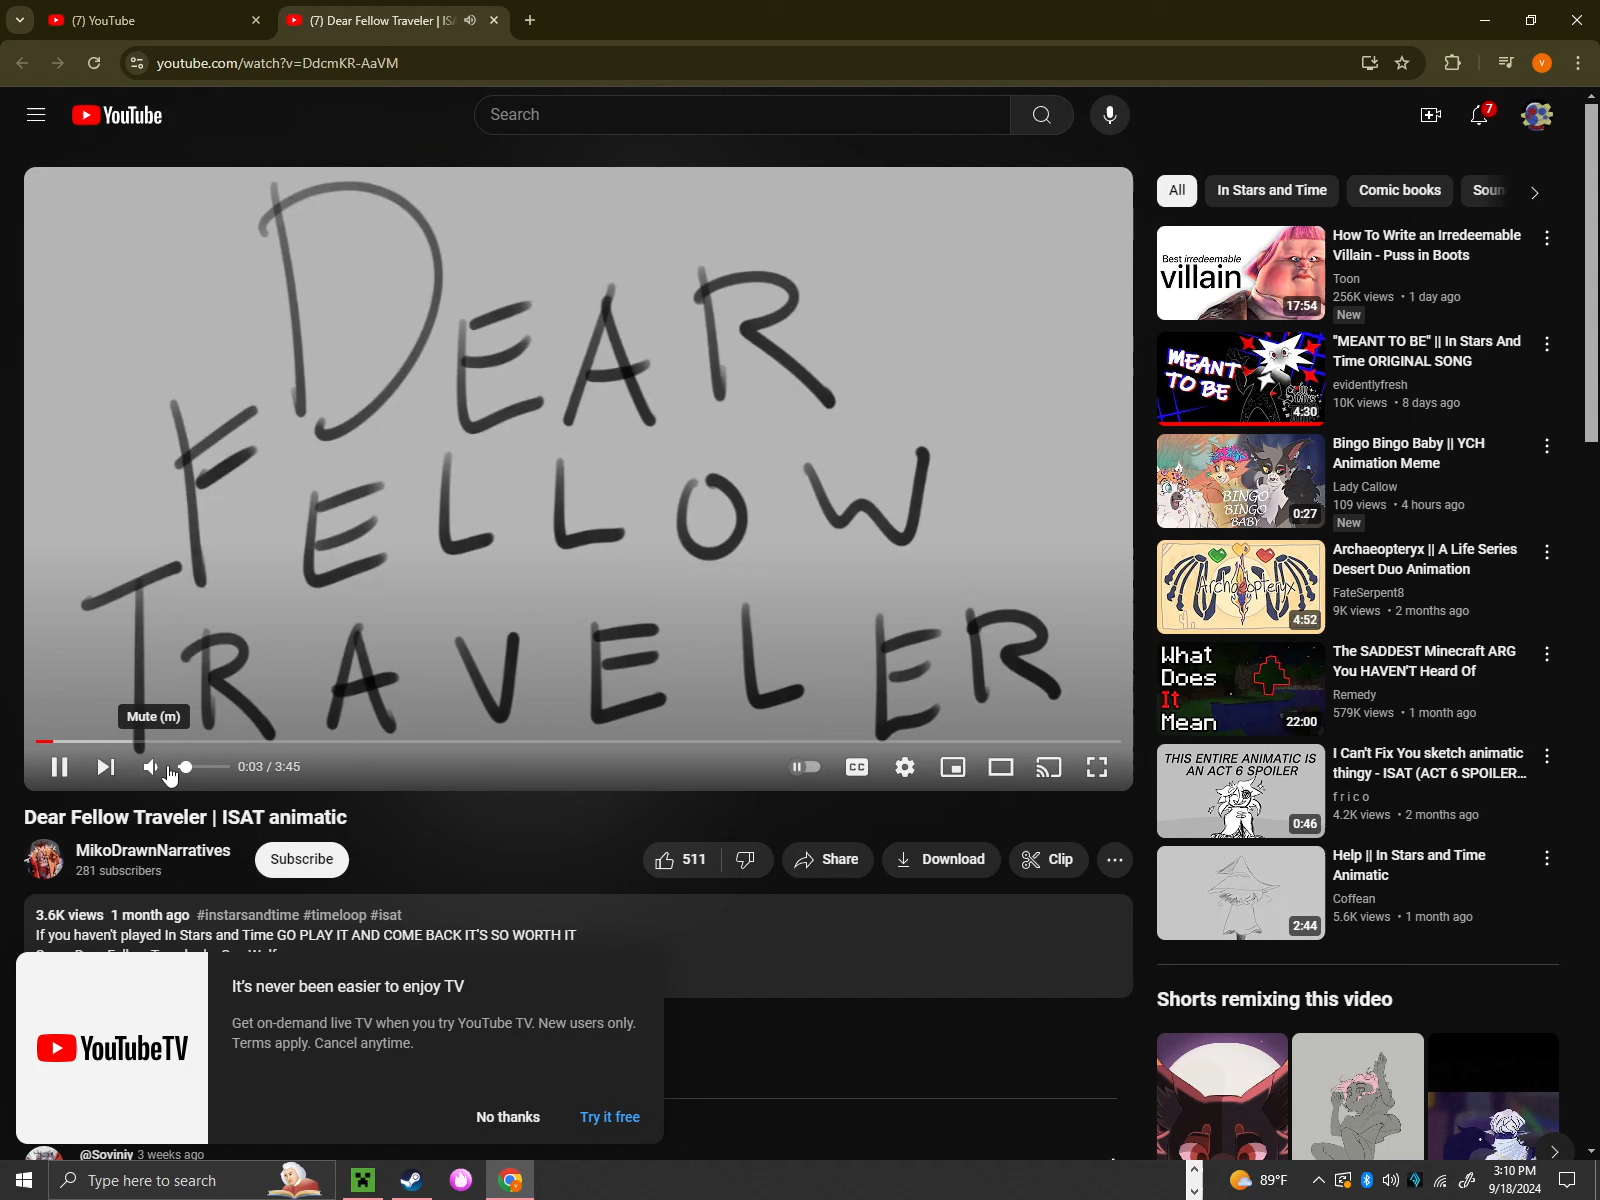 (7) YouTube
(7) Dear Fellow Traveler | ISA
youtube.com/watch?v=DdcmKR-AaVM
V
YouTube
Search
7
DEAR
FELLOW
TRAVELER
Mute (m)
0:03 / 3:45
CC
Dear Fellow Traveler | ISAT animatic
MikoDrawnNarratives
281 subscribers
Subscribe
511
Share
Download
Clip
3.6K views 1 month ago #instarsandtime #timeloop #isat
If you haven't played In Stars and Time GO PLAY IT AND COME BACK IT'S SO WORTH IT
YouTubeTV
It's never been easier to enjoy TV
Get on-demand live TV when you try YouTube TV. New users only.
Terms apply. Cancel anytime.
No thanks
Try it free
@Soviniy 3 weeks ago
All
In Stars and Time
Comic books
Soun
Best irredeemable
villain
17:54
How To Write an Irredeemable
Villain - Puss in Boots
Toon
256K views • 1 day ago
New
MEANT
TO BE
4:30
"MEANT TO BE" || In Stars And
Time ORIGINAL SONG
evidentlyfresh
10K views • 8 days ago
BINGO
BINGO
BABY
0:27
Bingo Bingo Baby || YCH
Animation Meme
Lady Callow
109 views • 4 hours ago
New
Archaeopteryx
4:52
Archaeopteryx || A Life Series
Desert Duo Animation
FateSerpent8
9K views • 2 months ago
What
Does
It
Mean
22:00
The SADDEST Minecraft ARG
You HAVEN'T Heard Of
Remedy
579K views • 1 month ago
THIS ENTIRE ANIMATIC IS
AN ACT 6 SPOILER
0:46
I Can't Fix You sketch animatic
thingy - ISAT (ACT 6 SPOILER...
f r i c o
4.2K views • 2 months ago
2:44
Help || In Stars and Time
Animatic
Coffean
5.6K views • 1 month ago
Shorts remixing this video
Type here to search
89°F
3:10 PM
9/18/2024